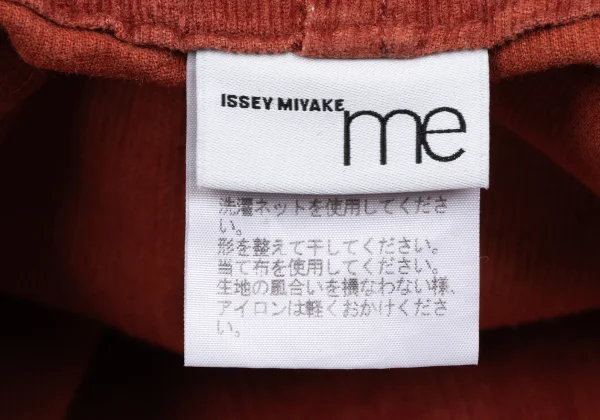 ISSEY MIYAKE me
洗濯ネットを使用してくださ
い。
形を整えて干してください。
当て布を使用してください。
生地の風合いを損なわない様、
アイロンは軽くおかけくださ
い。